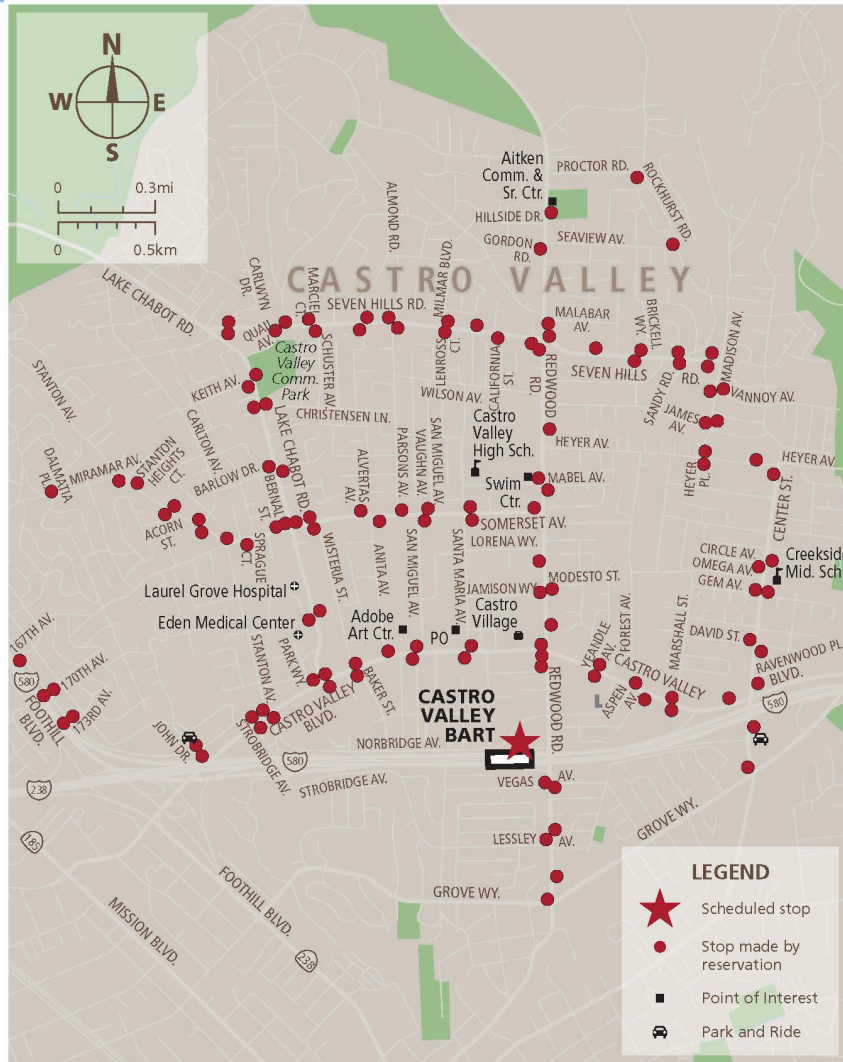 N
W E
S
0 0.3mi
0 0.5km
Aitken
Comm. &
Sr. Ctr.
PROCTOR RD.
ROCKHURST RD.
HILLSIDE DR.
GORDON
RD.
SEAVIEW AV.
ALMOND RD.
CASTRO VALLEY
LAKE CHABOT RD.
CARLWYN
DR.
MARCIEL
CT.
SEVEN HILLS RD.
MILMAR BLVD.
QUAIL
AV.
Castro
Valley
Comm.
Park
SCHUSTER AV.
LENROSS
CT.
CALIFORNIA
ST.
REDWOOD
RD.
MALABAR
AV.
BRICKELL
WY.
MADISON AV.
SEVEN HILLS
RD.
SANDY RD.
VANNOY AV.
JAMES
AV.
STANTON AV.
KEITH AV.
WILSON AV.
CHRISTENSEN LN.
CARLTON AV.
LAKE CHABOT RD.
Castro
Valley
High Sch.
HEYER AV.
HEYER
PL.
HEYER AV.
CENTER ST.
DALMATIA
PL.
MIRAMAR AV.
STANTON
HEIGHTS
CT.
BARLOW DR.
BERNAL
ST.
ALVERTAS
AV.
PARSONS AV.
VAUGHN AV.
SAN MIGUEL AV.
Swim
Ctr.
MABEL AV.
ACORN
ST.
SPRAGUE
CT.
WISTERIA ST.
ANITA AV.
SAN MIGUEL AV.
SANTA MARIA AV.
SOMERSET AV.
LORENA WY.
CIRCLE AV.
OMEGA AV.
GEM AV.
Creekside
Mid. Sch
Laurel Grove Hospital
Eden Medical Center
JAMISON WY.
MODESTO ST.
Adobe
Art Ctr.
PO
Castro
Village
FOREST AV.
YEANDLE
AV.
MARSHALL ST.
DAVID ST.
RAVENWOOD PL.
167TH AV.
580
170TH AV.
173RD AV.
FOOTHILL
BLVD.
STANTON AV.
PARK WY.
BAKER ST.
CASTRO VALLEY
BLVD.
ASPEN
AV.
CASTRO VALLEY
BLVD.
580
CASTRO
VALLEY
BART
REDWOOD RD.
JOHN DR.
STROBRIDGE AV.
NORBRIDGE AV.
580
STROBRIDGE AV.
238
VEGAS
AV.
185
LESSLEY
AV.
GROVE WY.
GROVE WY.
MISSION BLVD.
FOOTHILL BLVD.
238
LEGEND
Scheduled stop
Stop made by
reservation
Point of Interest
Park and Ride